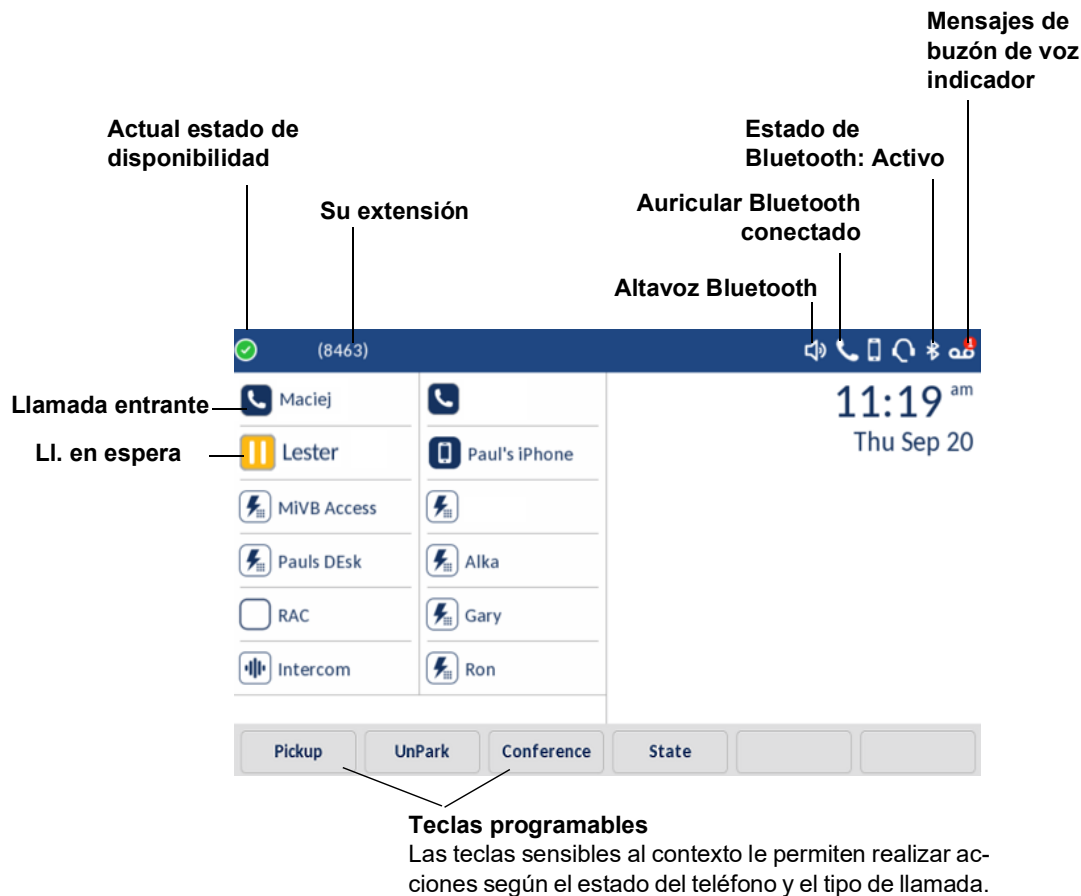 Mensajes de
buzón de voz
indicador
Actual estado de
disponibilidad
Estado de
Bluetooth: Activo
Su extensión
Auricular Bluetooth
conectado
Altavoz Bluetooth
(8463)
1
Llamada entrante
Maciej
11:19 am
Ll. en espera
Lester
Paul's iPhone
Thu Sep 20
MiVB Access
Pauls DEsk
Alka
RAC
Gary
Intercom
Ron
Pickup
UnPark
Conference
State
Teclas programables
Las teclas sensibles al contexto le permiten realizar ac-
ciones según el estado del teléfono y el tipo de llamada.